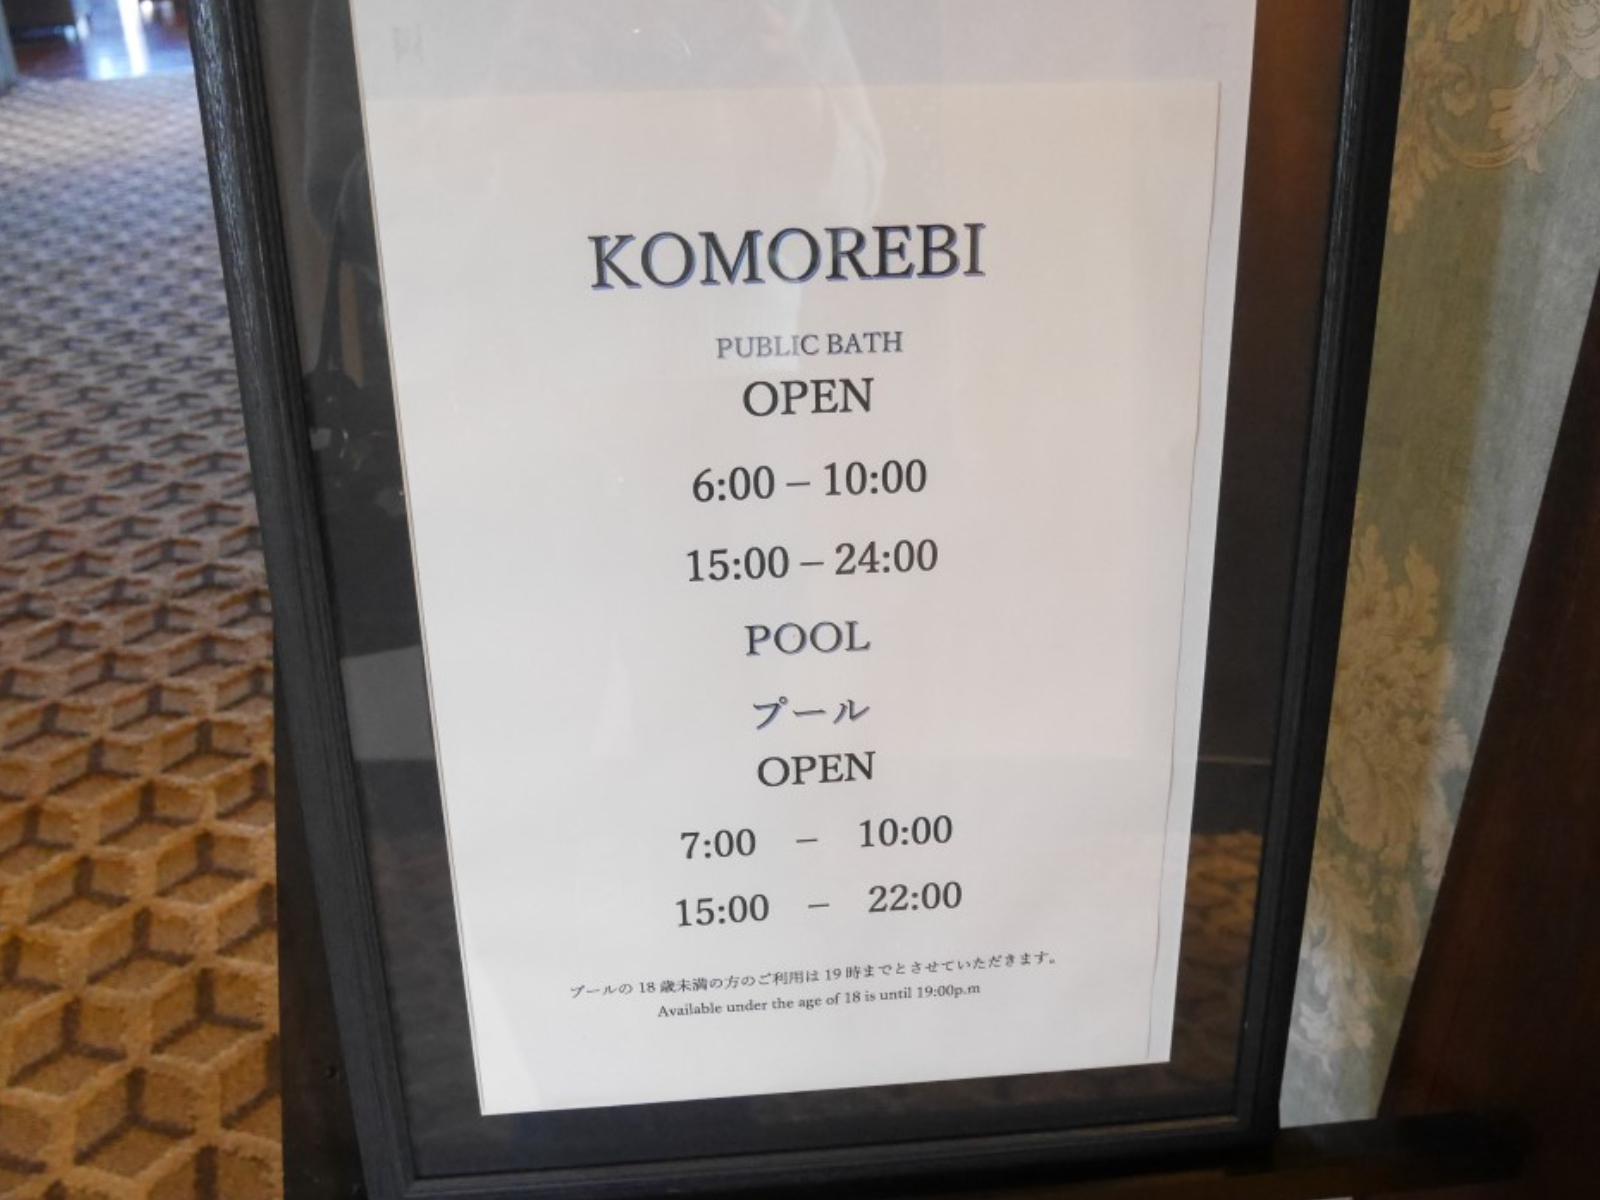 KOMOREBI
PUBLIC BATH
OPEN
6:00 – 10:00
15:00 – 24:00
POOL
プール
OPEN
7:00 – 10:00
15:00 – 22:00
プールの 18 歳未満の方のご利用は 19 時までとさせていただきます。
Available under the age of 18 is until 19:00p.m